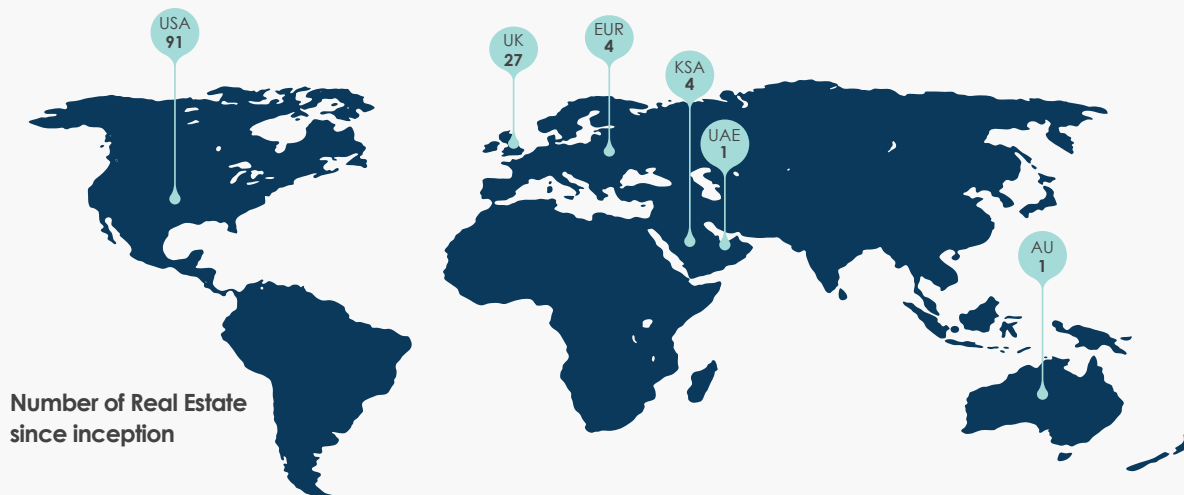 USA
91
UK
27
EUR
4
KSA
4
UAE
1
AU
1
Number of Real Estate
since inception